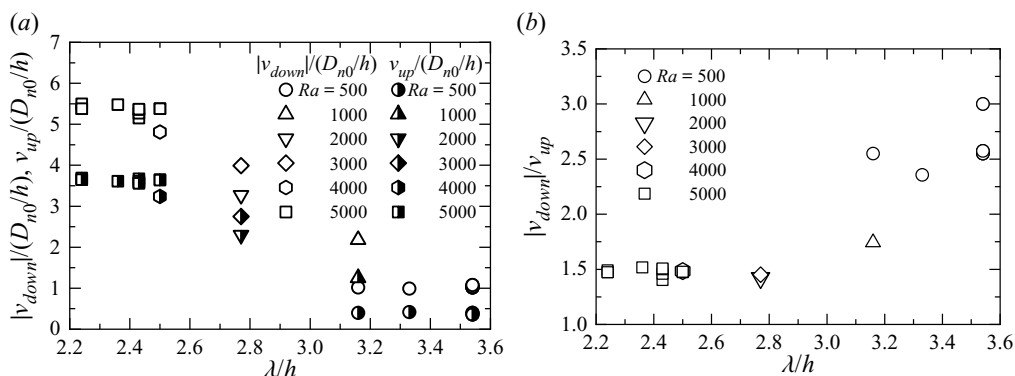 (a)
|v_down|/(D_n0/h), v_up/(D_n0/h)
7
6
5
4
3
2
1
0
|v_down|/(D_n0/h) v_up/(D_n0/h)
Ra = 500 Ra = 500
1000 1000
2000 2000
3000 3000
4000 4000
5000 5000
2.2 2.4 2.6 2.8 3.0 3.2 3.4 3.6
λ/h
(b)
|v_down|/v_up
3.5
3.0
2.5
2.0
1.5
1.0
Ra = 500
1000
2000
3000
4000
5000
2.2 2.4 2.6 2.8 3.0 3.2 3.4 3.6
λ/h